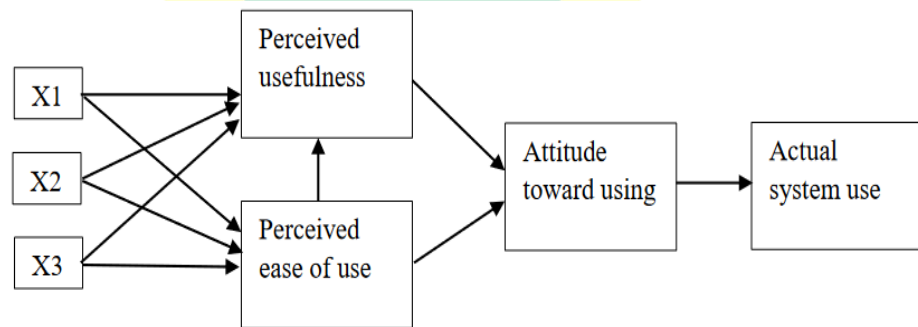 X1
X2
X3
Perceived
usefulness
Perceived
ease of use
Attitude
toward using
Actual
system use